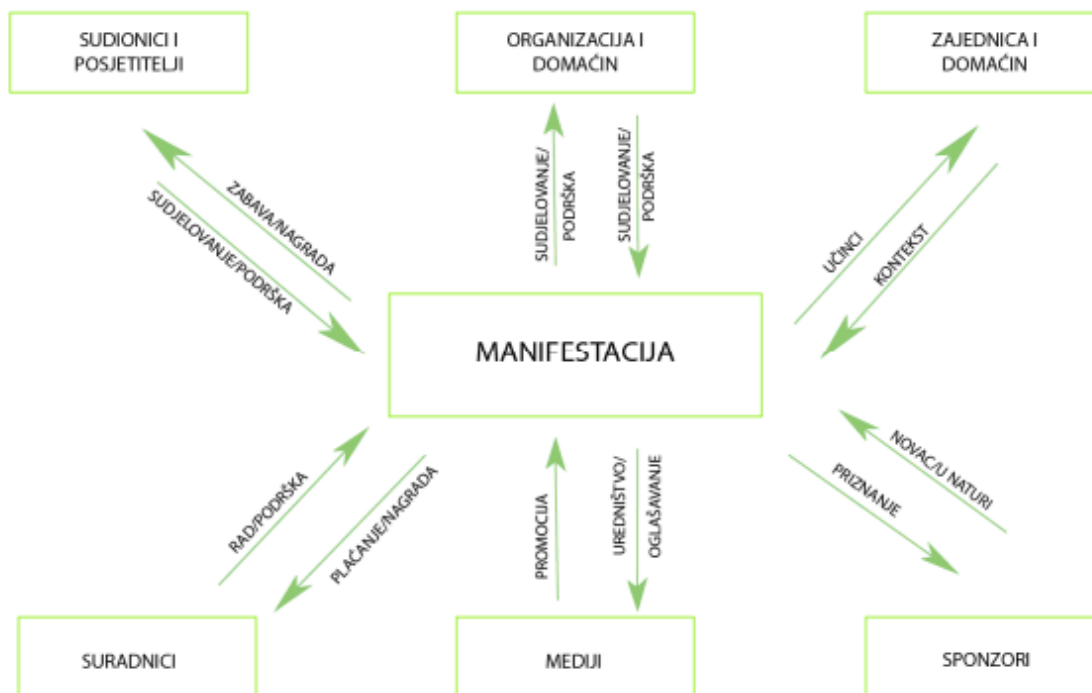 SUDIONICI I
POSJETITELJI
ORGANIZACIJA I
DOMAĆIN
ZAJEDNICA I
DOMAĆIN
ZABAVA/NAGRADA
SUDJELOVANJE/PODRŠKA
SUDJELOVANJE/
PODRŠKA
SUDJELOVANJE/
PODRŠKA
UČINCI
KONTEKST
MANIFESTACIJA
RAD/PODRŠKA
PLAĆANJE/NAGRADA
PROMOCIJA
UREDNIŠTVO/
OGLAŠAVANJE
NOVAC/U NATURI
PRIZNANJE
SURADNICI
MEDIJI
SPONZORI